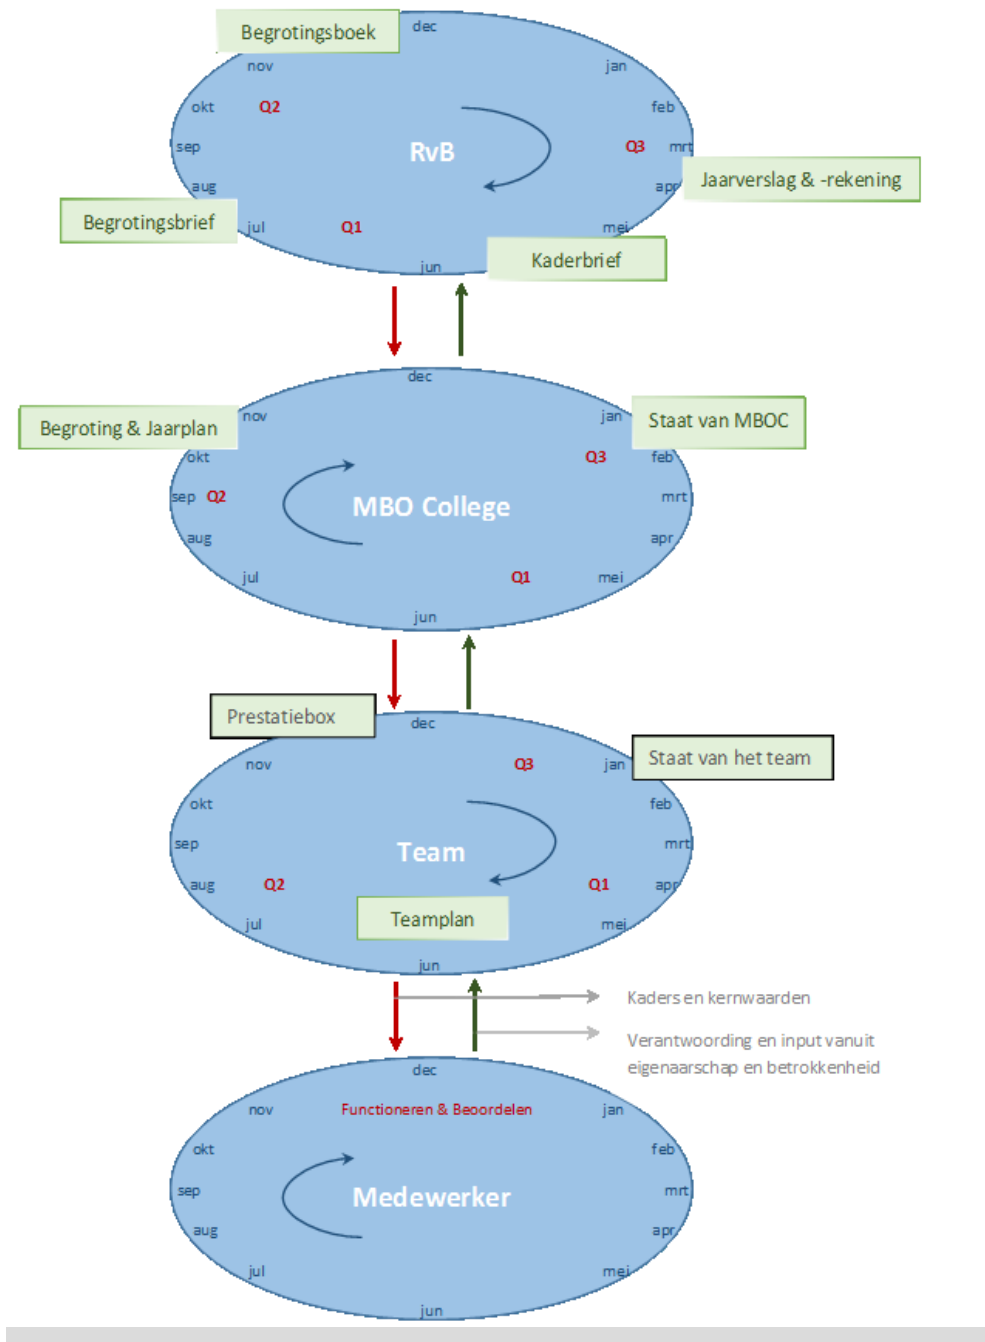 Begrotingsboek
dec
nov
jan
okt
Q2
feb
sep
RvB
Q3
mrt
aug
apr
Jaarverslag & -rekening
Begrotingsbrief
jul
Q1
mei
Kaderbrief
jun
dec
Begroting & Jaarplan
nov
jan
Staat van MBOC
okt
Q3
feb
sep
Q2
MBO College
mrt
aug
apr
jul
Q1
mei
jun
Prestatiebox
dec
nov
Q3
jan
Staat van het team
okt
feb
sep
Team
mrt
aug
Q2
Q1
apr
Teamplan
jul
mei
jun
Kaders en kernwaarden
Verantwoording en input vanuit
eigenaarschap en betrokkenheid
dec
nov
Functioneren & Beoordelen
jan
okt
feb
sep
Medewerker
mrt
aug
apr
jul
mei
jun